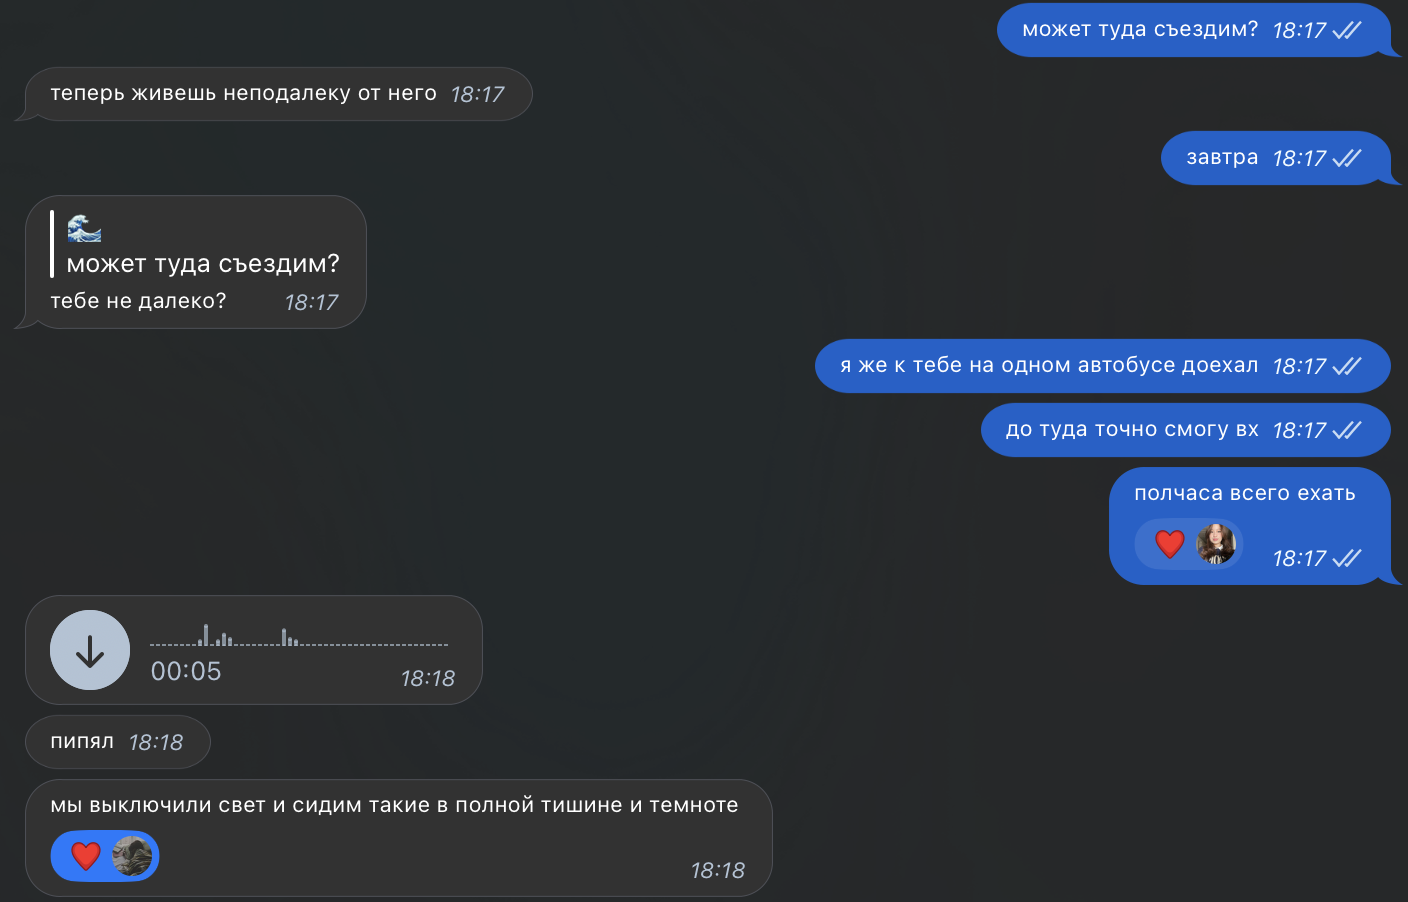 может туда съездим? 18:17
теперь живешь неподалеку от него 18:17
завтра 18:17
🌊
может туда съездим?
тебе не далеко? 18:17
я же к тебе на одном автобусе доехал 18:17
до туда точно смогу вх 18:17
полчаса всего ехать
18:17
00:05 18:18
пипял 18:18
мы выключили свет и сидим такие в полной тишине и темноте
18:18